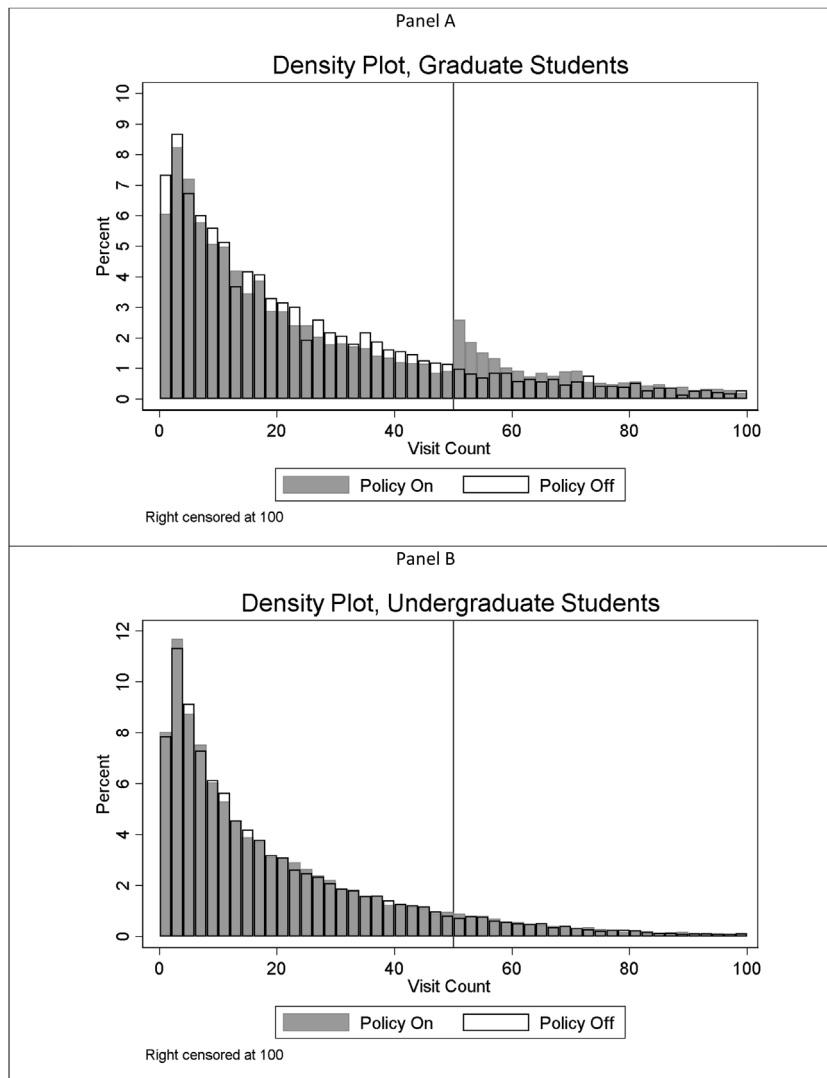 Panel A
Density Plot, Graduate Students
10
9
8
7
6
5
4
3
2
1
0
Percent
0 20 40 60 80 100
Visit Count
Policy On Policy Off
Right censored at 100
Panel B
Density Plot, Undergraduate Students
12
10
8
6
4
2
0
Percent
0 20 40 60 80 100
Visit Count
Policy On Policy Off
Right censored at 100